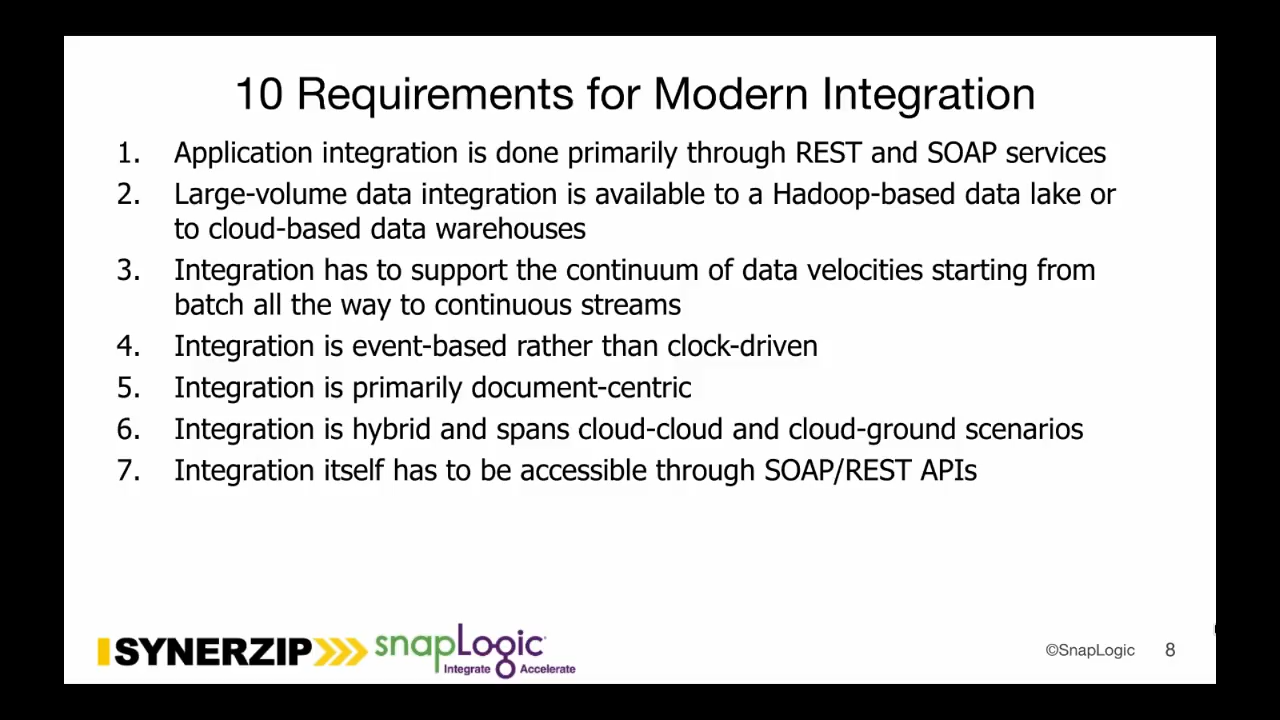 10 Requirements for Modern Integration
1. Application integration is done primarily through REST and SOAP services
2. Large-volume data integration is available to a Hadoop-based data lake or
to cloud-based data warehouses
3. Integration has to support the continuum of data velocities starting from
batch all the way to continuous streams
4. Integration is event-based rather than clock-driven
5. Integration is primarily document-centric
6. Integration is hybrid and spans cloud-cloud and cloud-ground scenarios
7. Integration itself has to be accessible through SOAP/REST APIs
SYNERZIP
snapLogic
Integrate Accelerate
©SnapLogic 8